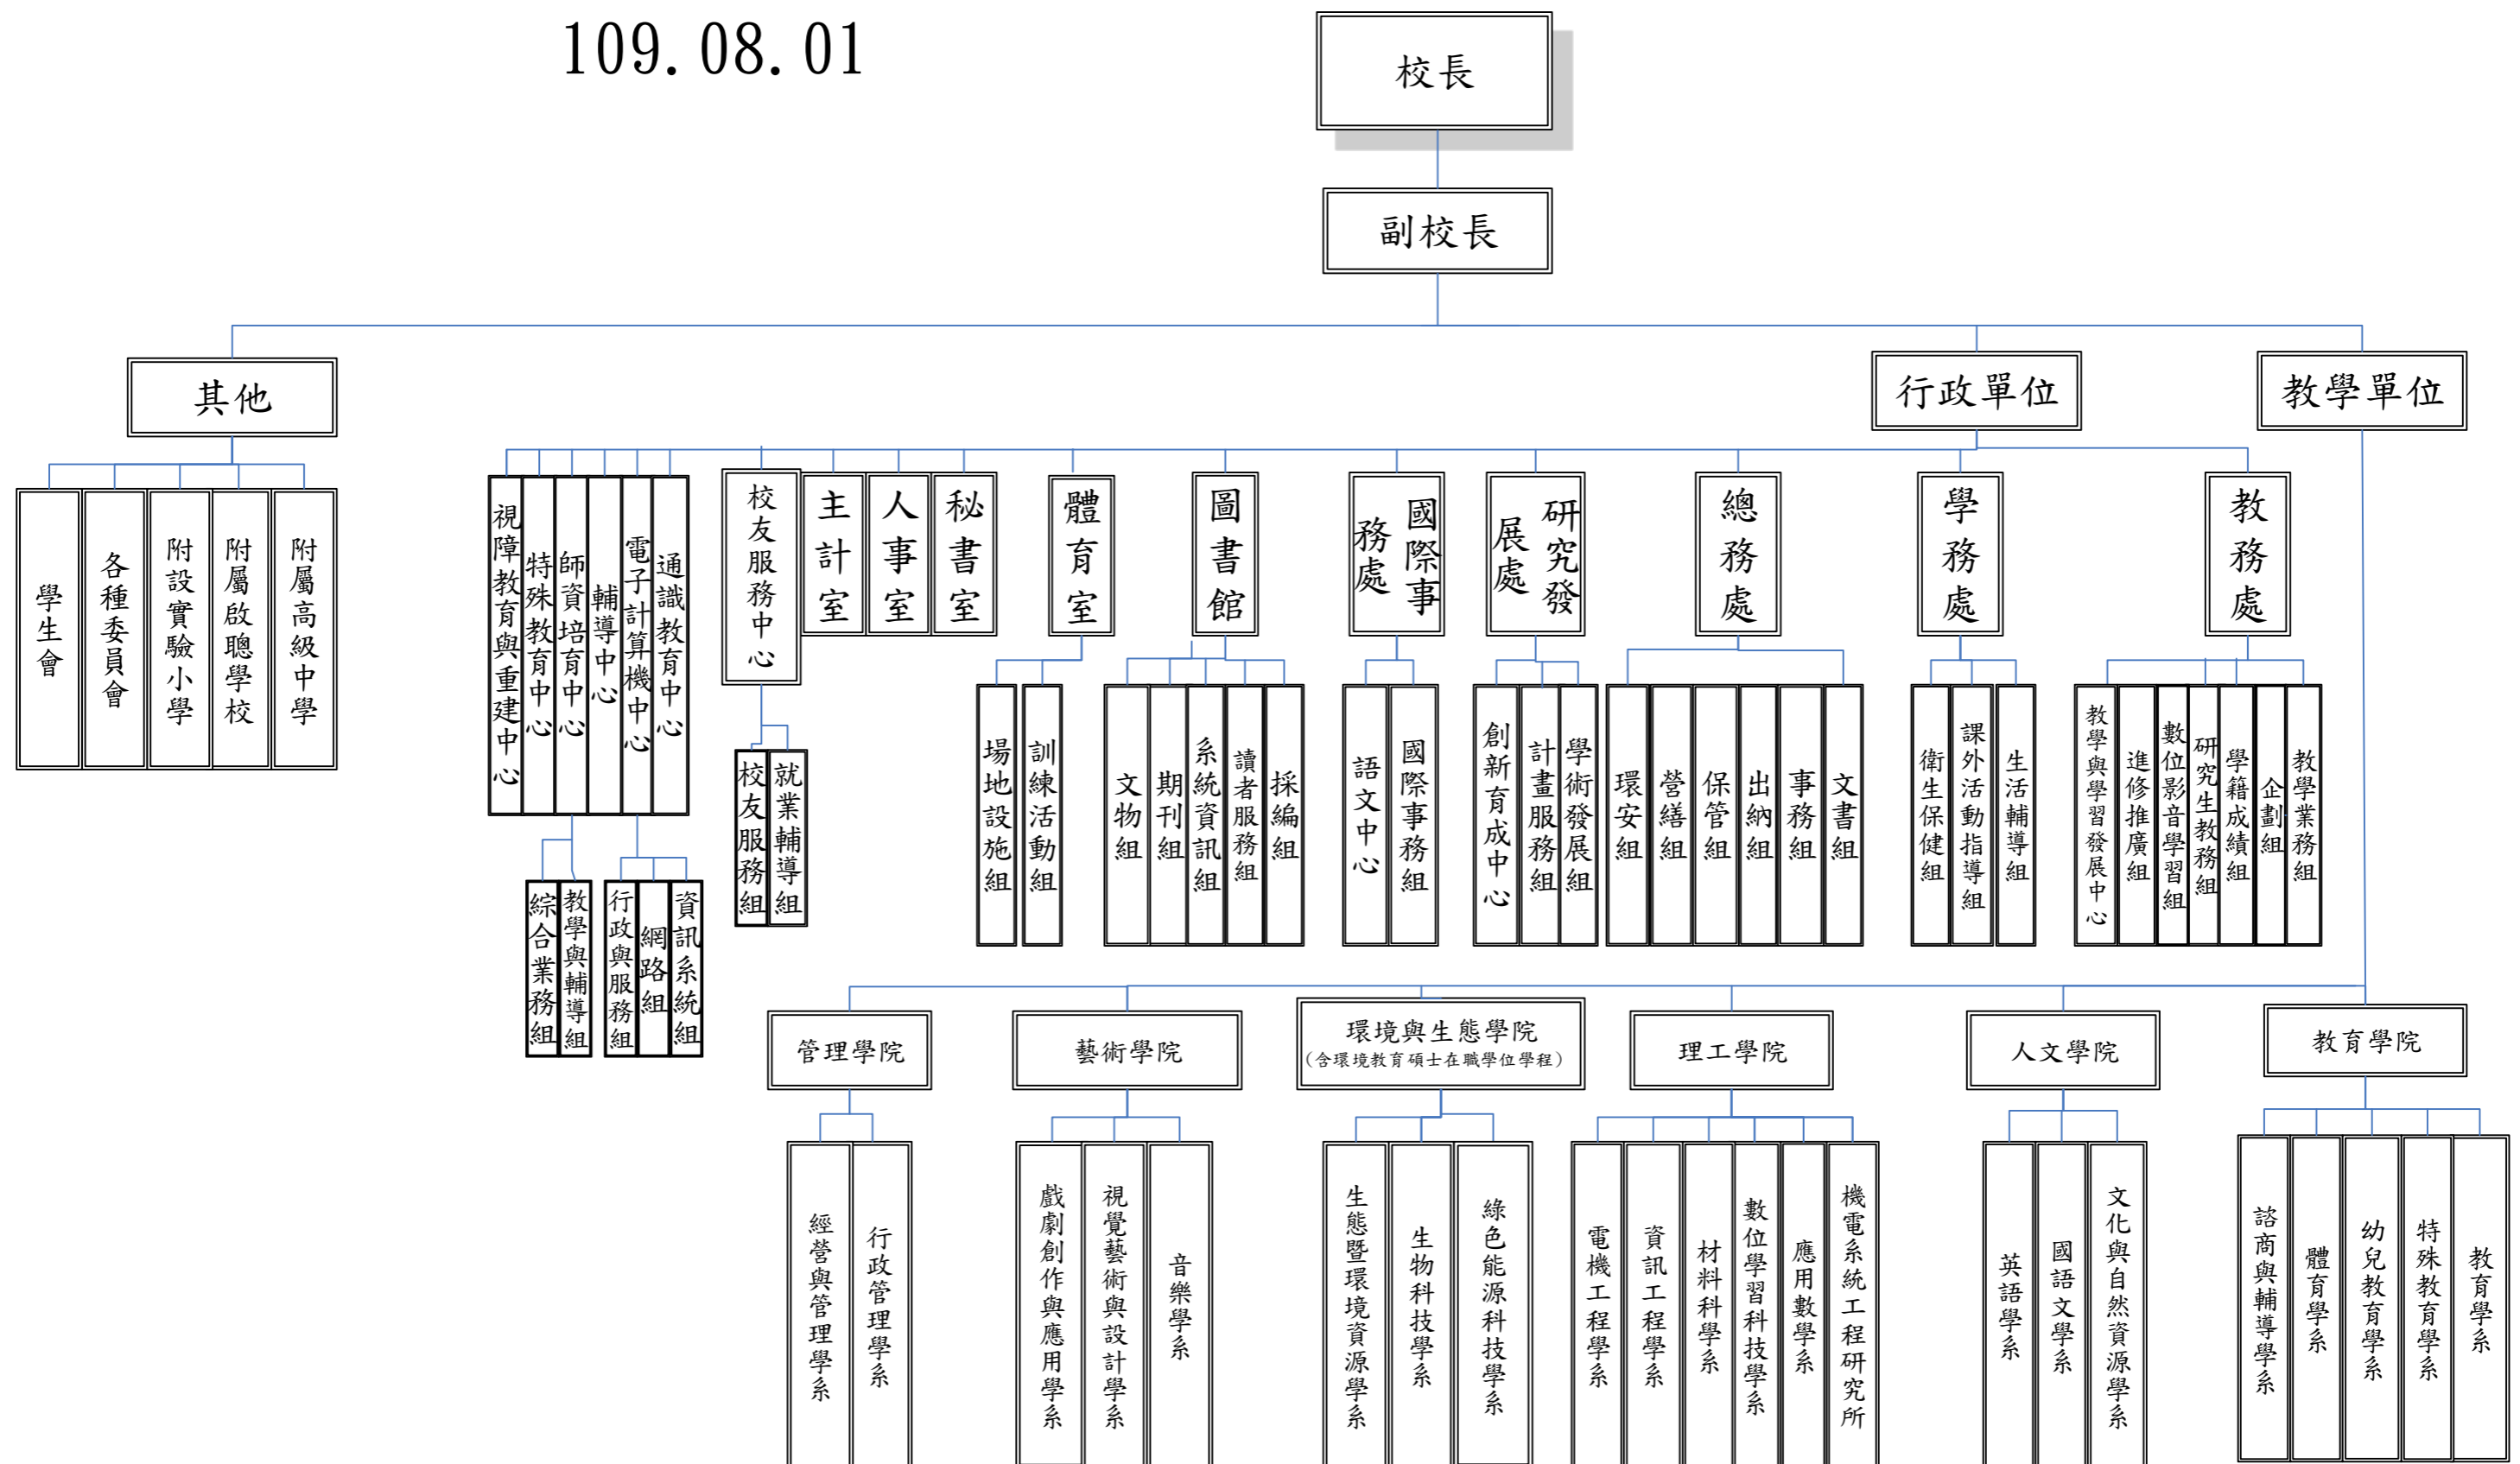 109.08.01
校長
副校長
其他
行政單位
教學單位
學生會
各種委員會
附設實驗小學
附屬啟聰學校
附屬高級中學
視障教育與重建中心
特殊教育中心
師資培育中心
輔導中心
電子計算機中心
通識教育中心
校友服務中心
主計室
人事室
秘書室
體育室
圖書館
國際事
務處
研究發
展處
總務處
學務處
教務處
綜合業務組
教學與輔導組
行政與服務組
網路組
資訊系統組
校友服務組
就業輔導組
場地設施組
訓練活動組
文物組
期刊組
系統資訊組
讀者服務組
採編組
語文中心
國際事務組
創新育成中心
計畫服務組
學術發展組
環安組
營繕組
保管組
出納組
事務組
文書組
衛生保健組
課外活動指導組
生活輔導組
教學與學習發展中心
進修推廣組
數位影音學習組
研究生教務組
學籍成績組
企劃組
教學業務組
管理學院
藝術學院
環境與生態學院
(含環境教育碩士在職學位學程)
理工學院
人文學院
教育學院
經營與管理學系
行政管理學系
戲劇創作與應用學系
視覺藝術與設計學系
音樂學系
生態暨環境資源學系
生物科技學系
綠色能源科技學系
電機工程學系
資訊工程學系
材料科學系
數位學習科技學系
應用數學系
機電系統工程研究所
英語學系
國語文學系
文化與自然資源學系
諮商與輔導學系
體育學系
幼兒教育學系
特殊教育學系
教育學系